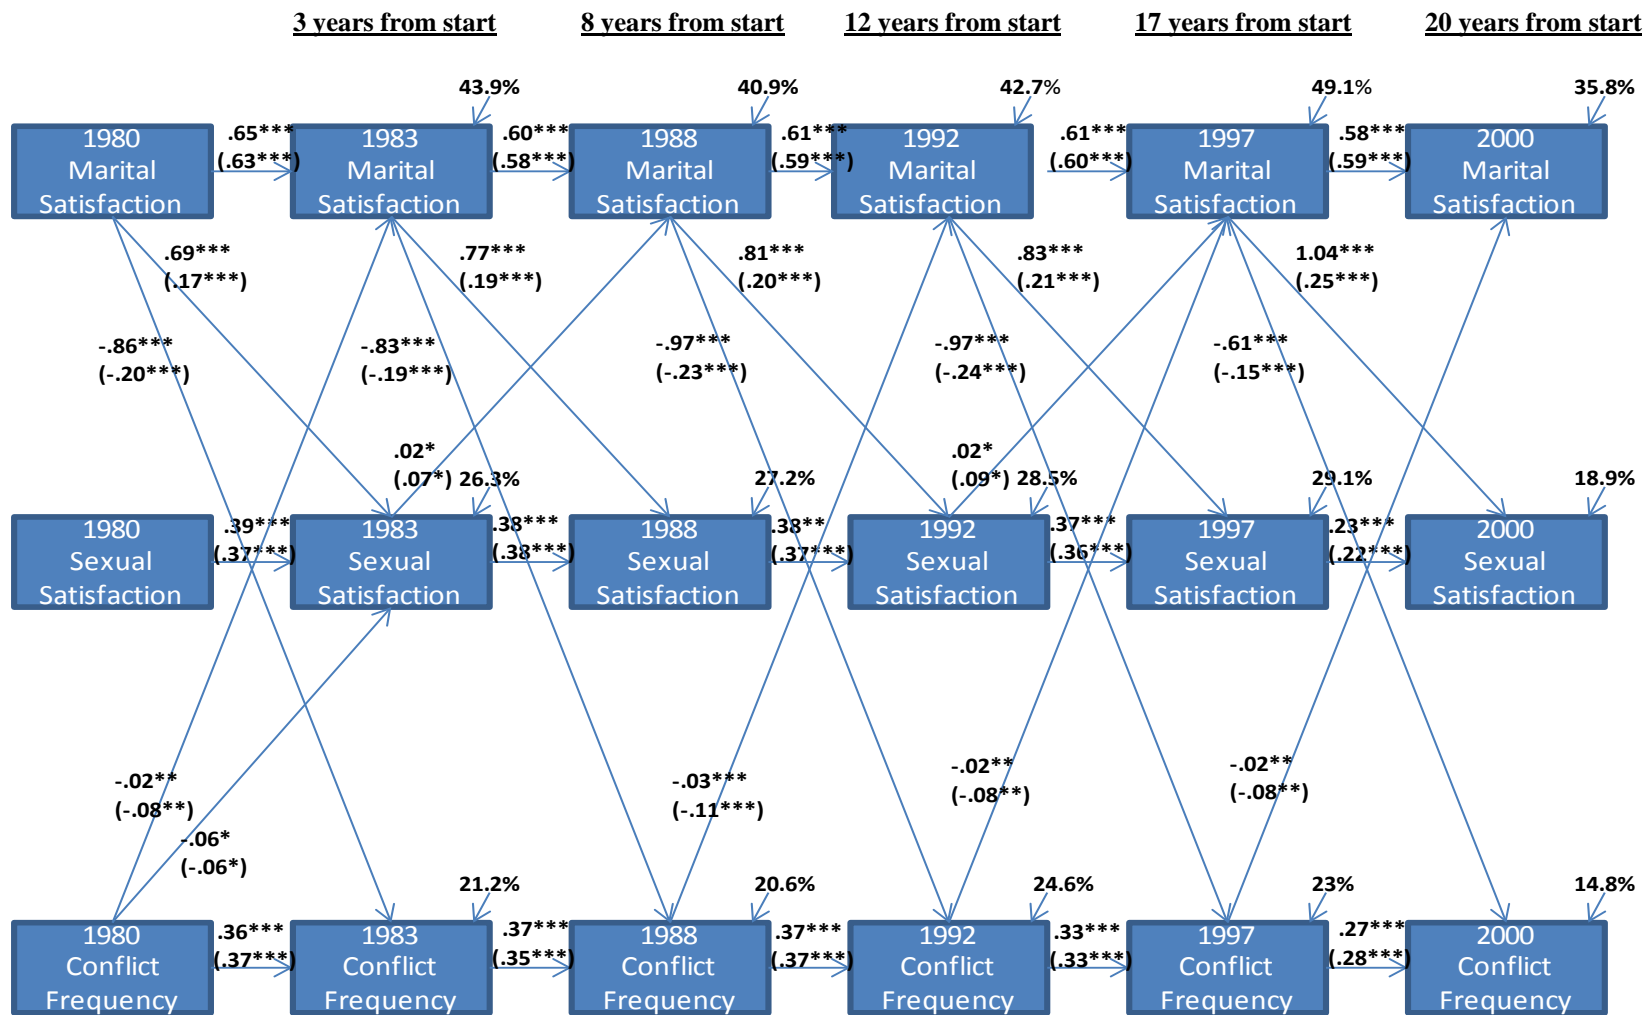 3 years from start
8 years from start
12 years from start
17 years from start
20 years from start
43.9%
40.9%
42.7%
49.1%
35.8%
1980
Marital
Satisfaction
.65***
(.63***)
1983
Marital
Satisfaction
.60***
(.58***)
1988
Marital
Satisfaction
.61***
(.59***)
1992
Marital
Satisfaction
.61***
(.60***)
1997
Marital
Satisfaction
.58***
(.59***)
2000
Marital
Satisfaction
.69***
(.17***)
.77***
(.19***)
.81***
(.20***)
.83***
(.21***)
1.04***
(.25***)
-.86***
(-.20***)
-.83***
(-.19***)
-.97***
(-.23***)
-.97***
(-.24***)
-.61***
(-.15***)
.02*
(.07*)
.02*
(.09*)
26.3%
27.2%
28.5%
29.1%
18.9%
1980
Sexual
Satisfaction
.39***
(.37***)
1983
Sexual
Satisfaction
.38***
(.38***)
1988
Sexual
Satisfaction
.38**
(.37***)
1992
Sexual
Satisfaction
.37***
(.36***)
1997
Sexual
Satisfaction
.23***
(.22***)
2000
Sexual
Satisfaction
-.02**
(-.08**)
-.06*
(-.06*)
-.03***
(-.11***)
-.02**
(-.08**)
-.02**
(-.08**)
21.2%
20.6%
24.6%
23%
14.8%
1980
Conflict
Frequency
.36***
(.37***)
1983
Conflict
Frequency
.37***
(.35***)
1988
Conflict
Frequency
.37***
(.37***)
1992
Conflict
Frequency
.33***
(.33***)
1997
Conflict
Frequency
.27***
(.28***)
2000
Conflict
Frequency